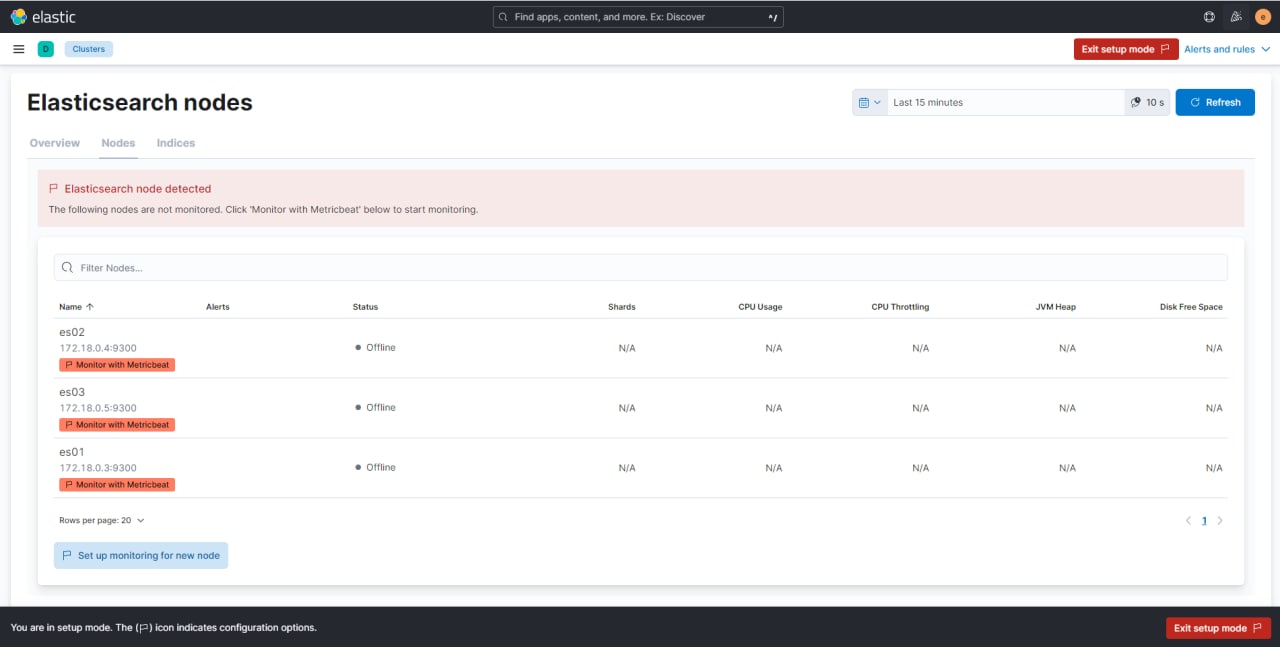 elastic
Find apps, content, and more. Ex: Discover
^/
e
D
Clusters
Exit setup mode
Alerts and rules
Elasticsearch nodes
Last 15 minutes
10 s
Refresh
Overview Nodes Indices
Elasticsearch node detected
The following nodes are not monitored. Click 'Monitor with Metricbeat' below to start monitoring.
Filter Nodes...
Name Alerts Status Shards CPU Usage CPU Throttling JVM Heap Disk Free Space
es02
172.18.0.4:9300 Offline N/A N/A N/A N/A N/A
Monitor with Metricbeat
es03
172.18.0.5:9300 Offline N/A N/A N/A N/A N/A
Monitor with Metricbeat
es01
172.18.0.3:9300 Offline N/A N/A N/A N/A N/A
Monitor with Metricbeat
Rows per page: 20
1
Set up monitoring for new node
You are in setup mode. The ( ) icon indicates configuration options.
Exit setup mode